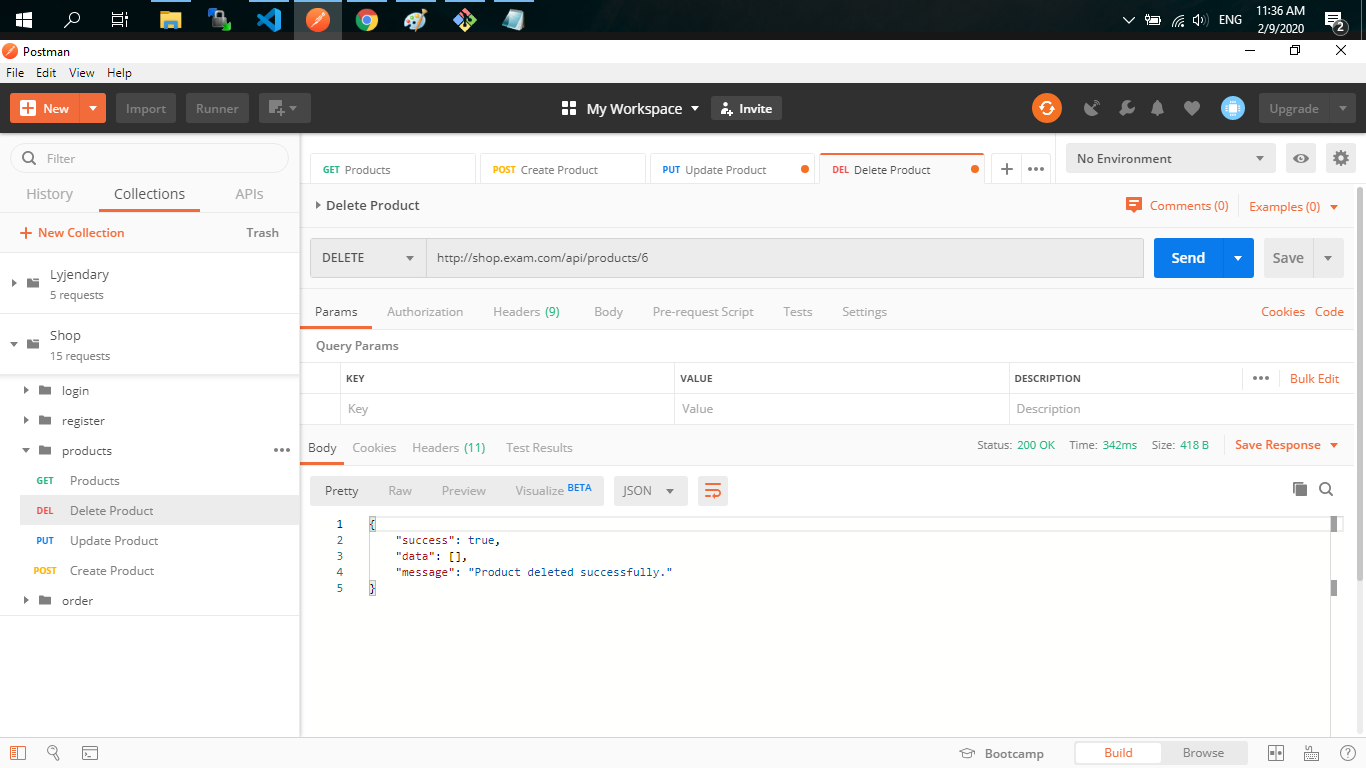 ENG
11:36 AM
2/9/2020
2
Postman
File Edit View Help
New
Import
Runner
My Workspace
Invite
Upgrade
Filter
History Collections APIs
New Collection Trash
Lyjendary
5 requests
Shop
15 requests
login
register
products
GET Products
DEL Delete Product
PUT Update Product
POST Create Product
order
GET Products
POST Create Product
PUT Update Product
DEL Delete Product
No Environment
Delete Product
Comments (0) Examples (0)
DELETE http://shop.exam.com/api/products/6 Send Save
Params Authorization Headers (9) Body Pre-request Script Tests Settings Cookies Code
Query Params
KEY VALUE DESCRIPTION Bulk Edit
Key Value Description
Body Cookies Headers (11) Test Results Status: 200 OK Time: 342ms Size: 418 B Save Response
Pretty Raw Preview Visualize BETA JSON
1 {
2 "success": true,
3 "data": [],
4 "message": "Product deleted successfully."
5 }
Bootcamp Build Browse